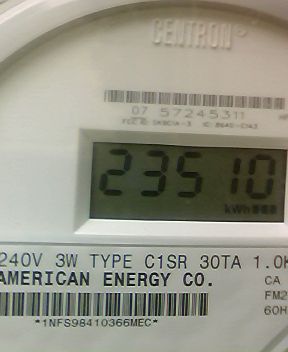 CENTRON®
07 57245311
23510
kWh
240V 3W TYPE C1SR 30TA 1.0K
AMERICAN ENERGY CO.
CA
FM2
60H
*1NFS98410366MEC*